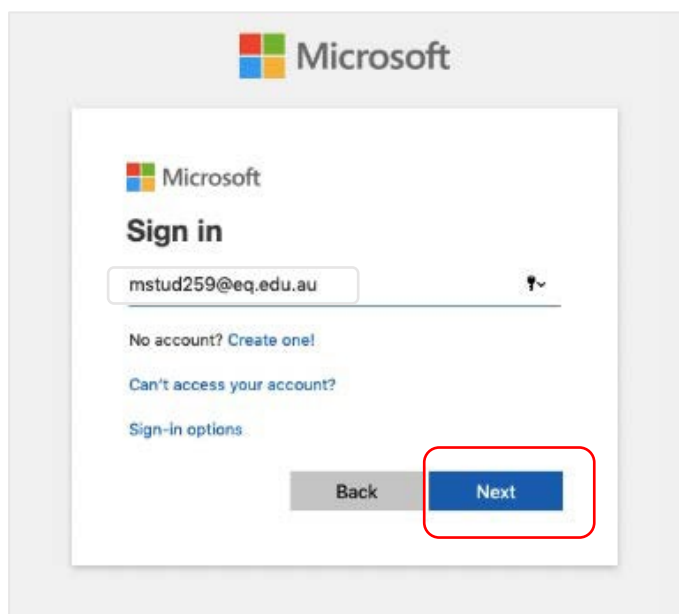 Microsoft
Microsoft
Sign in
mstud259@eq.edu.au
No account? Create one!
Can't access your account?
Sign-in options
Back Next